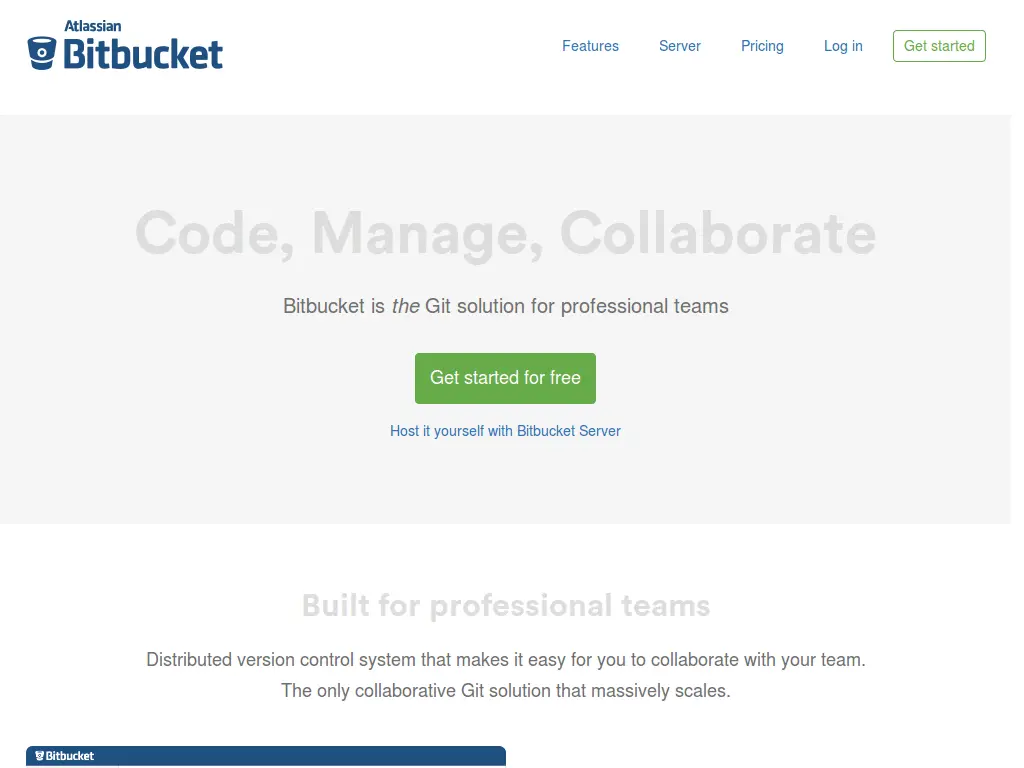 Atlassian
Bitbucket
Features Server Pricing Log in Get started
Code, Manage, Collaborate
Bitbucket is the Git solution for professional teams
Get started for free
Host it yourself with Bitbucket Server
Built for professional teams
Distributed version control system that makes it easy for you to collaborate with your team.
The only collaborative Git solution that massively scales.
Bitbucket